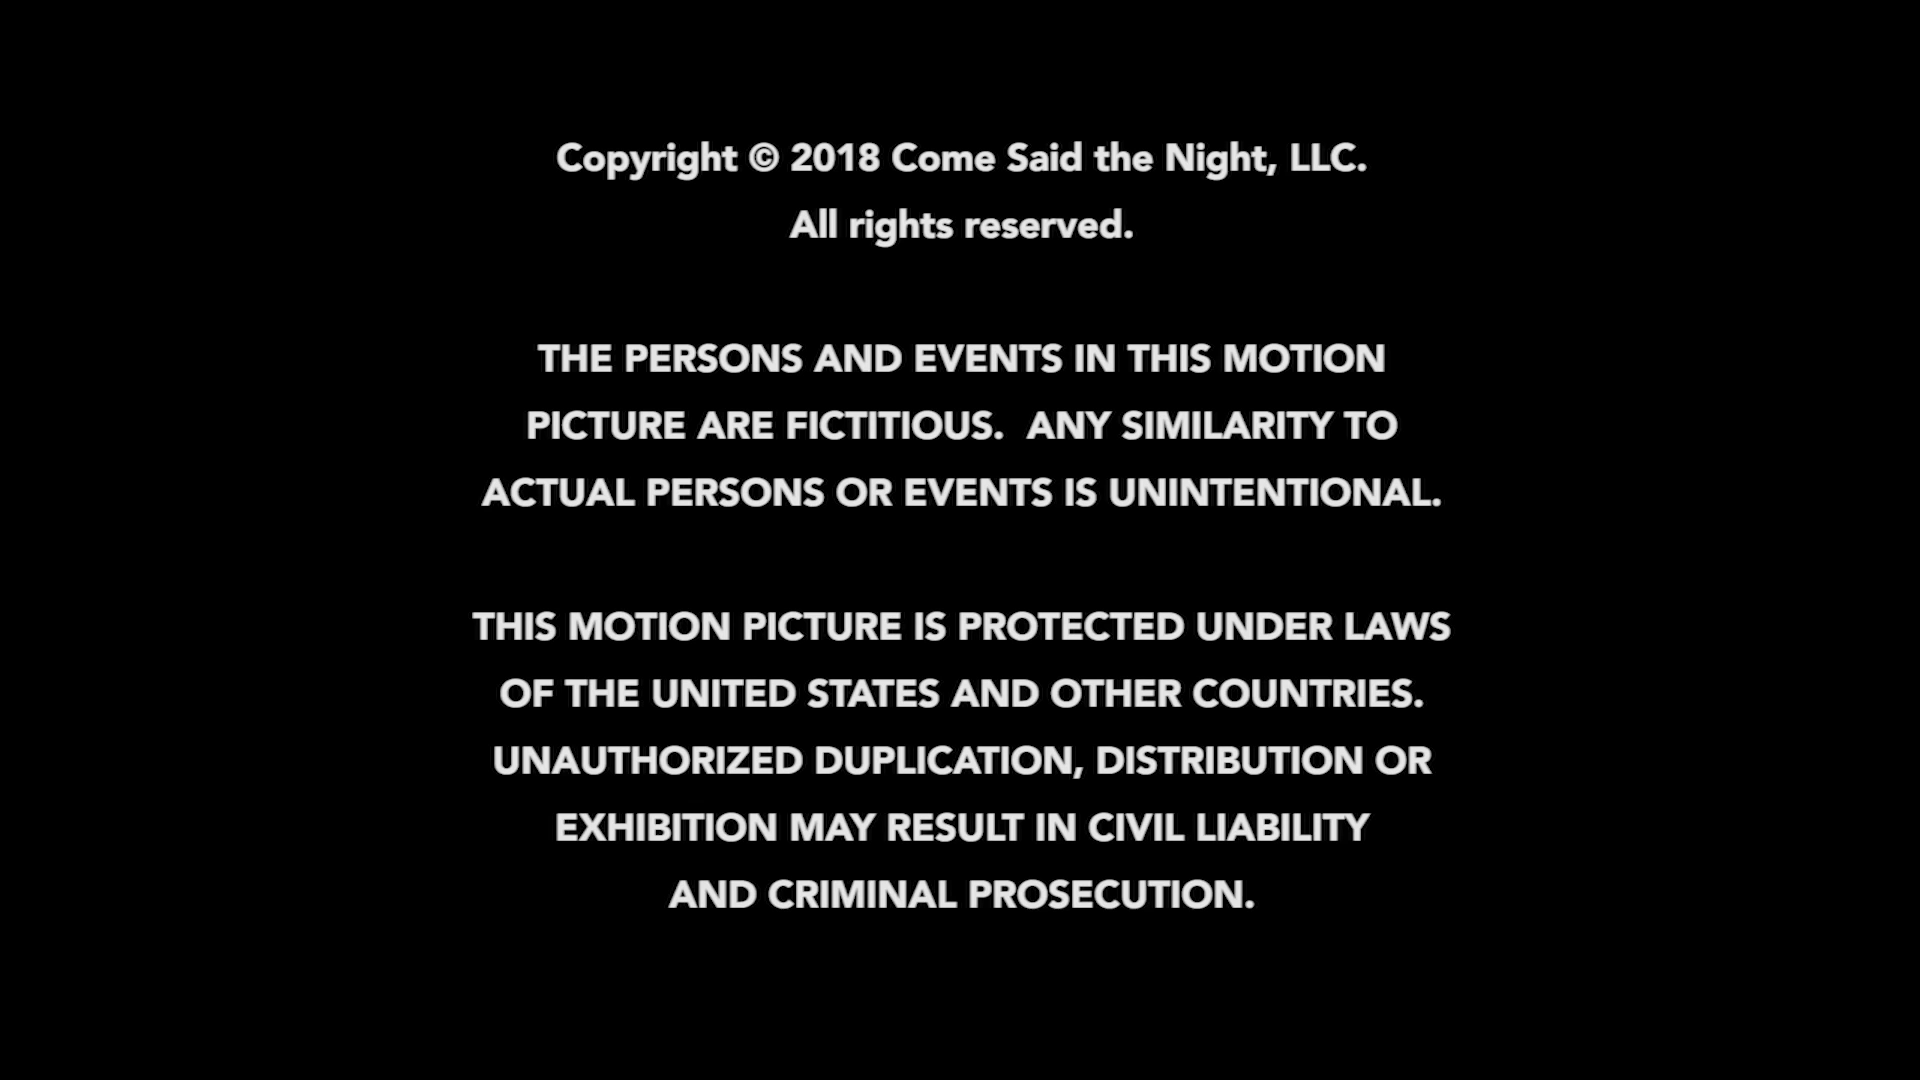 Copyright © 2018 Come Said the Night, LLC.
All rights reserved.
THE PERSONS AND EVENTS IN THIS MOTION
PICTURE ARE FICTITIOUS.  ANY SIMILARITY TO
ACTUAL PERSONS OR EVENTS IS UNINTENTIONAL.
THIS MOTION PICTURE IS PROTECTED UNDER LAWS
OF THE UNITED STATES AND OTHER COUNTRIES.
UNAUTHORIZED DUPLICATION, DISTRIBUTION OR
EXHIBITION MAY RESULT IN CIVIL LIABILITY
AND CRIMINAL PROSECUTION.